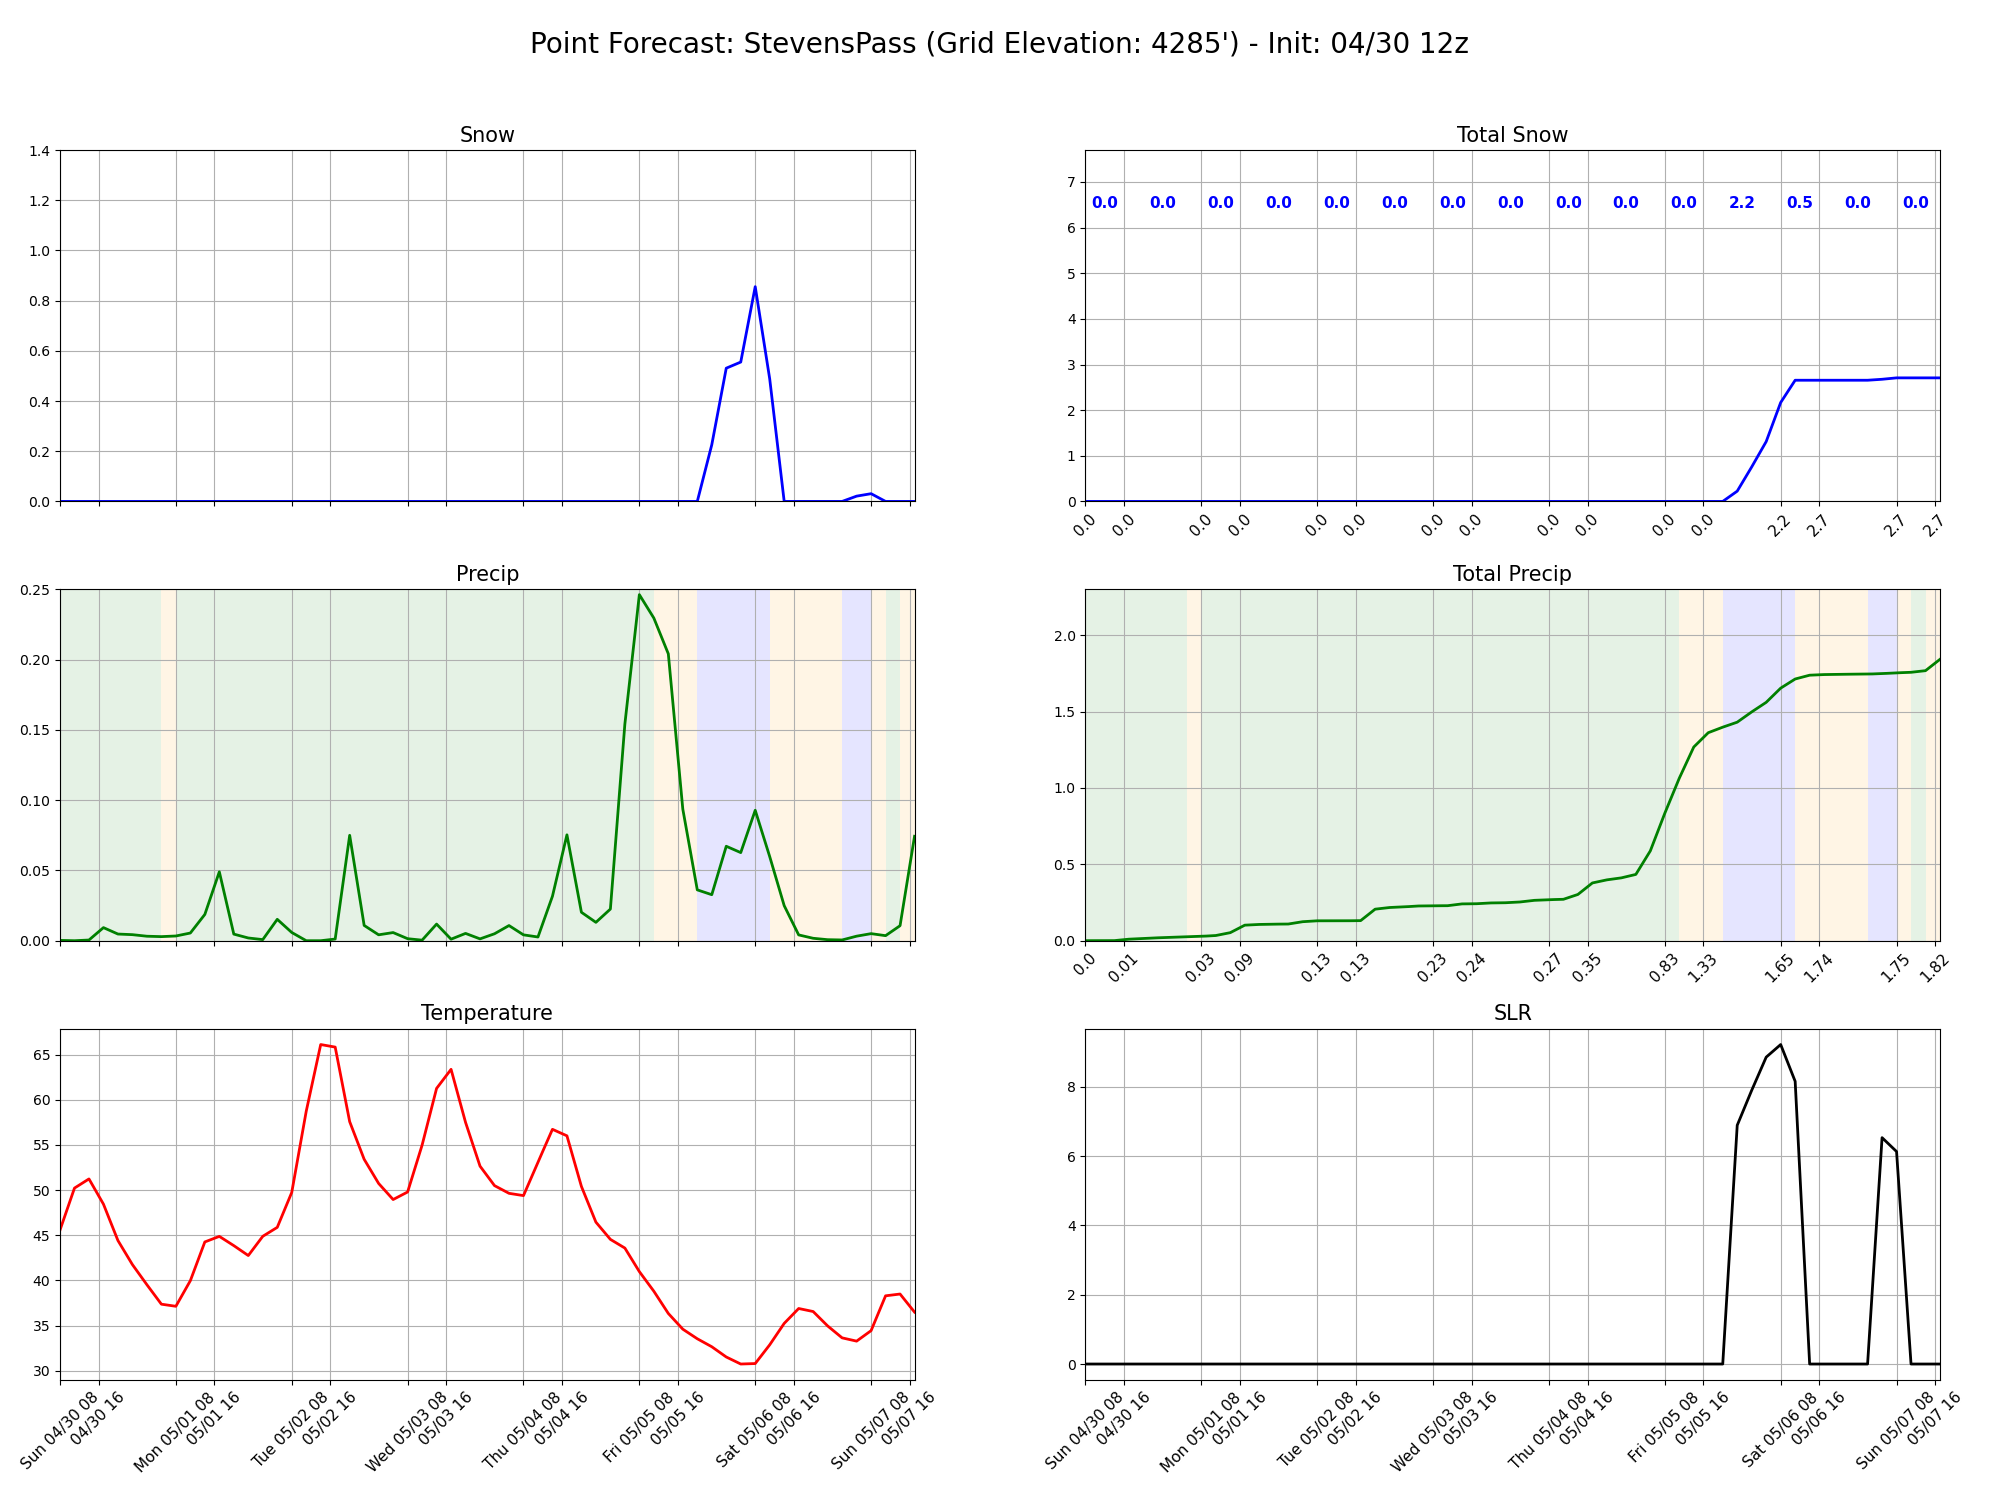 Point Forecast: StevensPass (Grid Elevation: 4285') - Init: 04/30 12z
Snow
1.4
1.2
1.0
0.8
0.6
0.4
0.2
0.0
Total Snow
7
6
5
4
3
2
1
0
0.0 0.0 0.0 0.0 0.0 0.0 0.0 0.0 0.0 0.0 0.0 2.2 0.5 0.0 0.0
0.0 0.0 0.0 0.0 0.0 0.0 0.0 0.0 0.0 0.0 0.0 0.0 2.2 2.7 2.7 2.7
Precip
0.25
0.20
0.15
0.10
0.05
0.00
Total Precip
2.0
1.5
1.0
0.5
0.0
0.0 0.01 0.03 0.09 0.13 0.13 0.23 0.24 0.27 0.35 0.83 1.33 1.65 1.74 1.75 1.82
Temperature
65
60
55
50
45
40
35
30
Sun 04/30 08
04/30 16
Mon 05/01 08
05/01 16
Tue 05/02 08
05/02 16
Wed 05/03 08
05/03 16
Thu 05/04 08
05/04 16
Fri 05/05 08
05/05 16
Sat 05/06 08
05/06 16
Sun 05/07 08
05/07 16
SLR
8
6
4
2
0
Sun 04/30 08
04/30 16
Mon 05/01 08
05/01 16
Tue 05/02 08
05/02 16
Wed 05/03 08
05/03 16
Thu 05/04 08
05/04 16
Fri 05/05 08
05/05 16
Sat 05/06 08
05/06 16
Sun 05/07 08
05/07 16